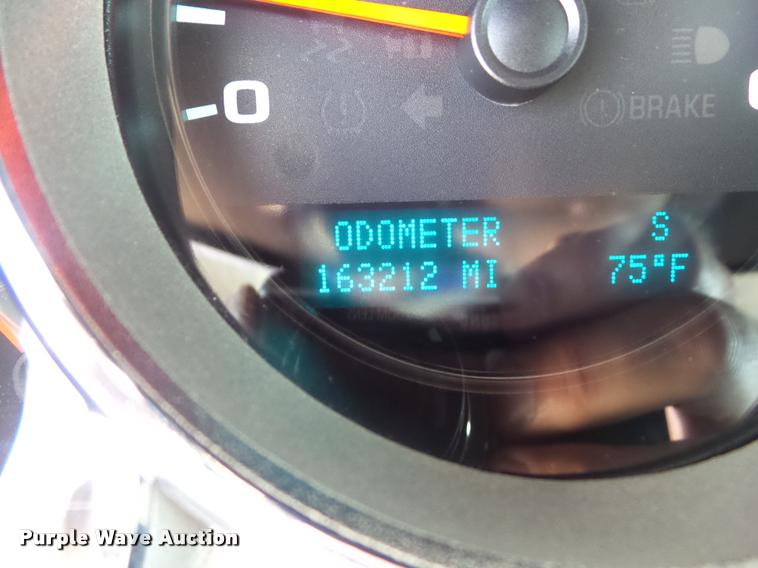 0
BRAKE
ODOMETER S
163212 MI 75°F
Purple Wave Auction